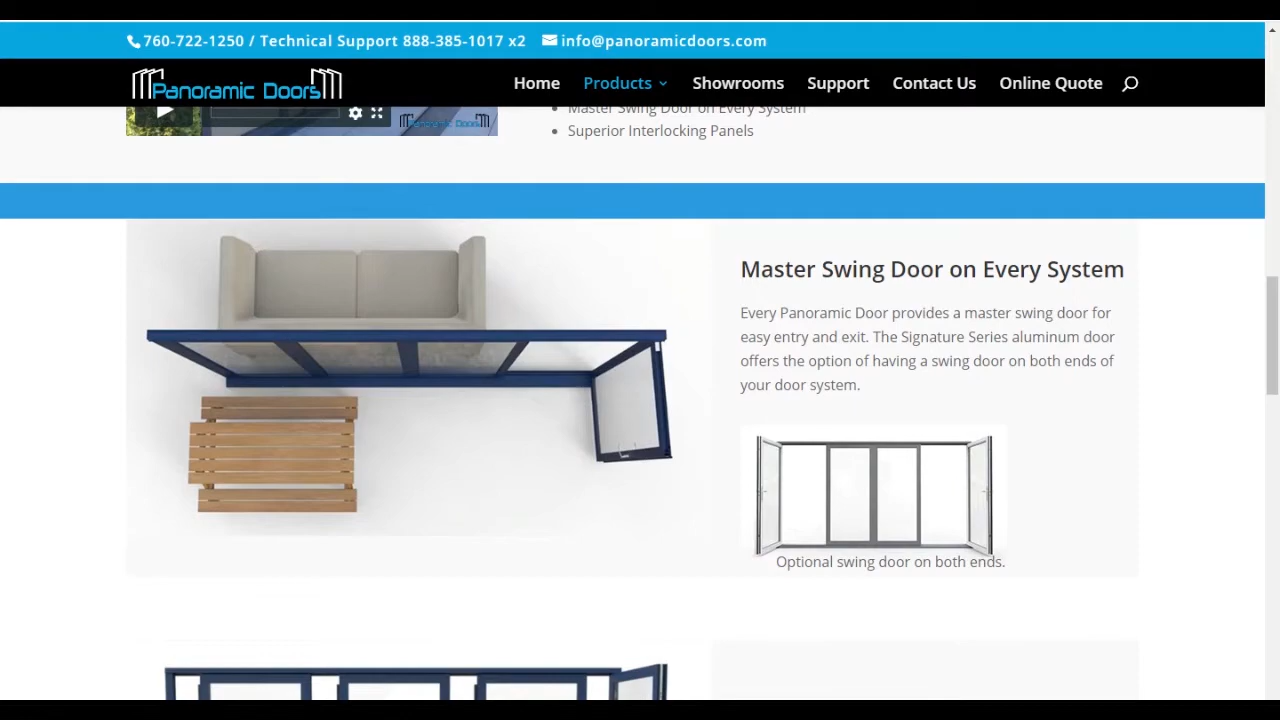 760-722-1250 / Technical Support 888-385-1017 x2 info@panoramicdoors.com
Panoramic Doors Home Products Showrooms Support Contact Us Online Quote
Master Swing Door on Every System
Panoramic Doors
Superior Interlocking Panels
Master Swing Door on Every System
Every Panoramic Door provides a master swing door for
easy entry and exit. The Signature Series aluminum door
offers the option of having a swing door on both ends of
your door system.
Optional swing door on both ends.